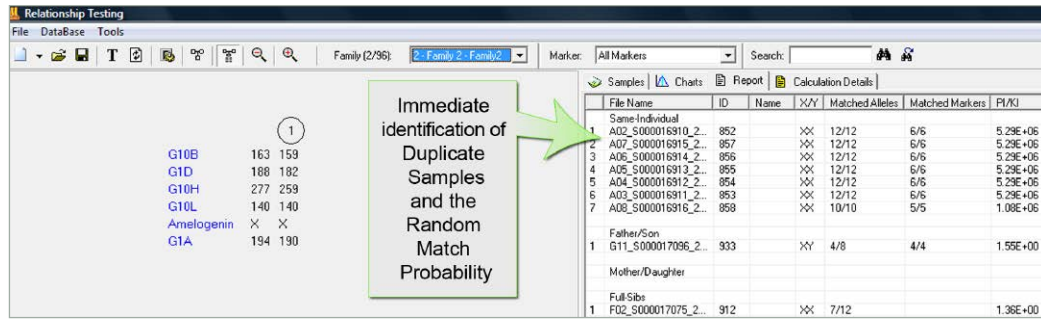 Relationship Testing
File DataBase Tools
T Family (2/96): 2 - Family 2 - Family2 Marker: All Markers Search:
Samples Charts Report Calculation Details
File Name ID Name X/Y Matched Alleles Matched Markers PI/KI
Same-Individual
1 A02_S000016910_2... 852 XX 12/12 6/6 5.29E+06
2 A07_S000016915_2... 857 XX 12/12 6/6 5.29E+06
3 A06_S000016914_2... 856 XX 12/12 6/6 5.29E+06
4 A05_S000016913_2... 855 XX 12/12 6/6 5.29E+06
5 A04_S000016912_2... 854 XX 12/12 6/6 5.29E+06
6 A03_S000016911_2... 853 XX 12/12 6/6 5.29E+06
7 A08_S000016916_2... 858 XX 10/10 5/5 1.08E+06
Father/Son
1 G11_S000017096_2... 933 XY 4/8 4/4 1.55E+00
Mother/Daughter
Full-Sibs
1 F02_S000017075_2... 912 XX 7/12 1.36E+00
1
G10B 163 159
G1D 188 182
G10H 277 259
G10L 140 140
Amelogenin X X
G1A 194 190
Immediate
identification of
Duplicate
Samples
and the
Random
Match
Probability